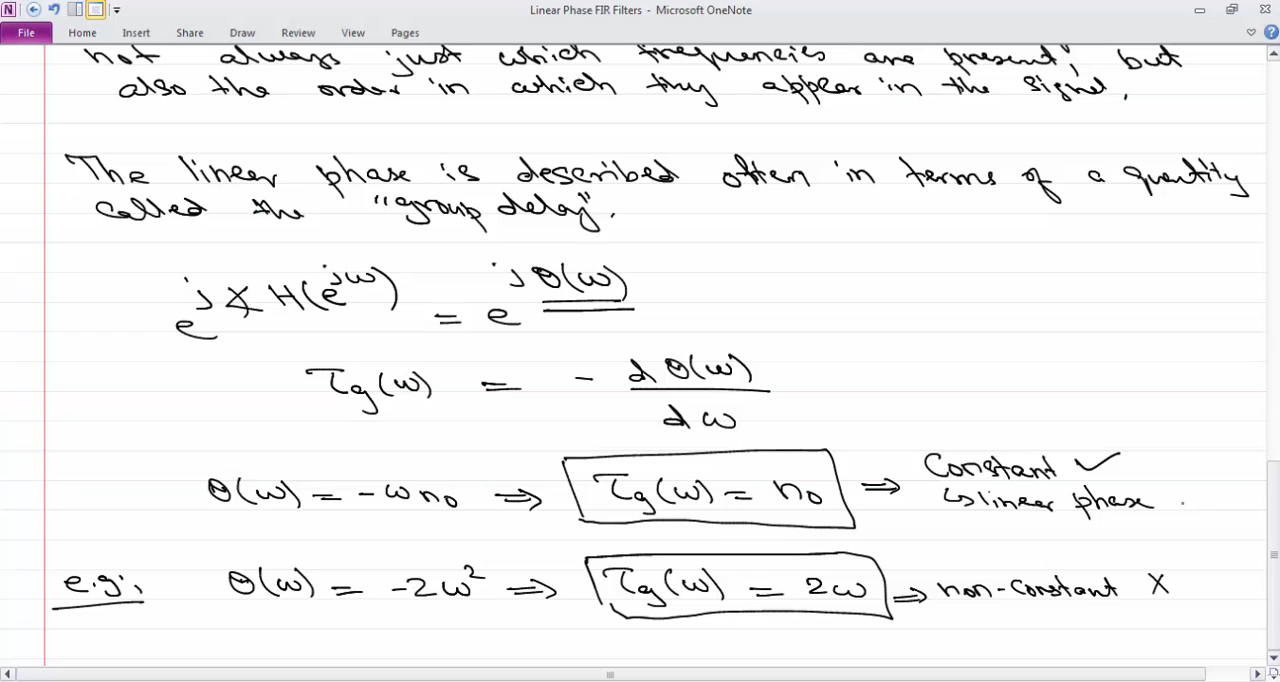 Linear Phase FIR Filters - Microsoft OneNote
File Home Insert Share Draw Review View Pages
not always just which frequencies are present, but
also the order in which they appear in the signal.
The linear phase is described often in terms of a quantity
called the "group delay".
e^{j∡H(e^{jω})} = e^{jθ(ω)}
τg(ω) = - dθ(ω)/dω
θ(ω) = -ωn₀ ⇒ τg(ω) = n₀ ⇒ Constant ✓
↳ linear phase.
e.g:, θ(ω) = -2ω² ⇒ τg(ω) = 2ω ⇒ non-constant X